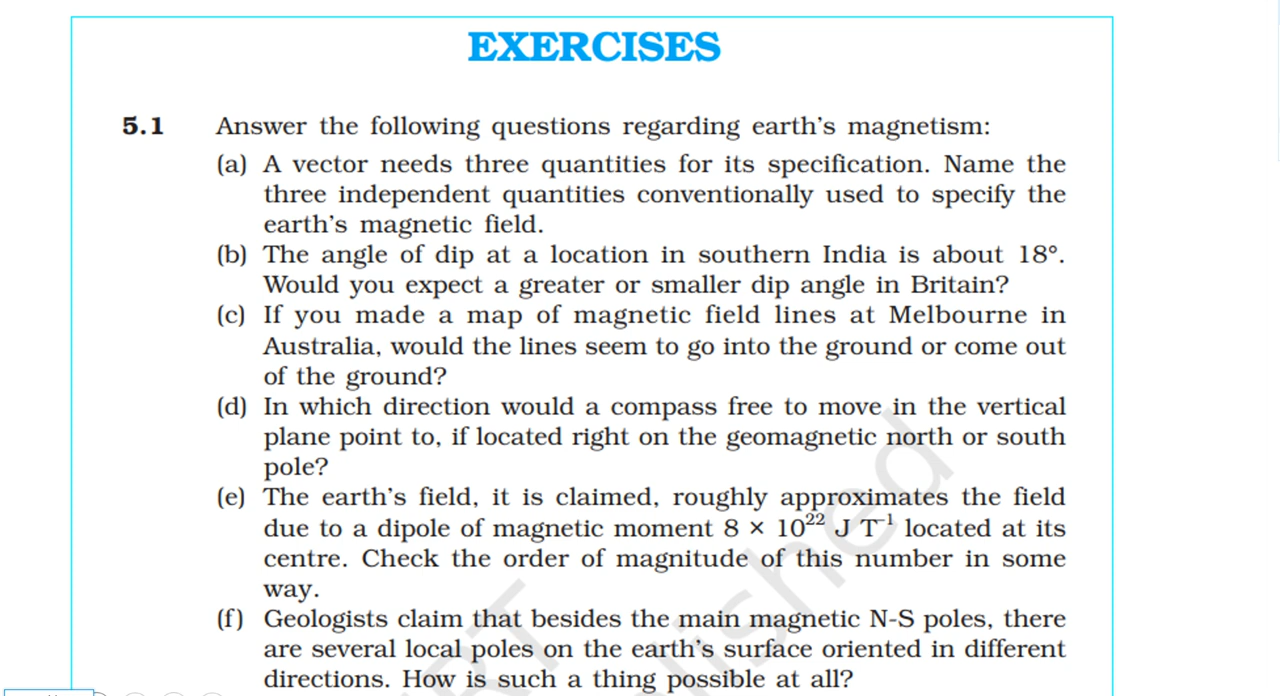 EXERCISES
5.1 Answer the following questions regarding earth's magnetism:
(a) A vector needs three quantities for its specification. Name the
three independent quantities conventionally used to specify the
earth's magnetic field.
(b) The angle of dip at a location in southern India is about 18°.
Would you expect a greater or smaller dip angle in Britain?
(c) If you made a map of magnetic field lines at Melbourne in
Australia, would the lines seem to go into the ground or come out
of the ground?
(d) In which direction would a compass free to move in the vertical
plane point to, if located right on the geomagnetic north or south
pole?
(e) The earth's field, it is claimed, roughly approximates the field
due to a dipole of magnetic moment 8 × 10²² J T⁻¹ located at its
centre. Check the order of magnitude of this number in some
way.
(f) Geologists claim that besides the main magnetic N-S poles, there
are several local poles on the earth's surface oriented in different
directions. How is such a thing possible at all?